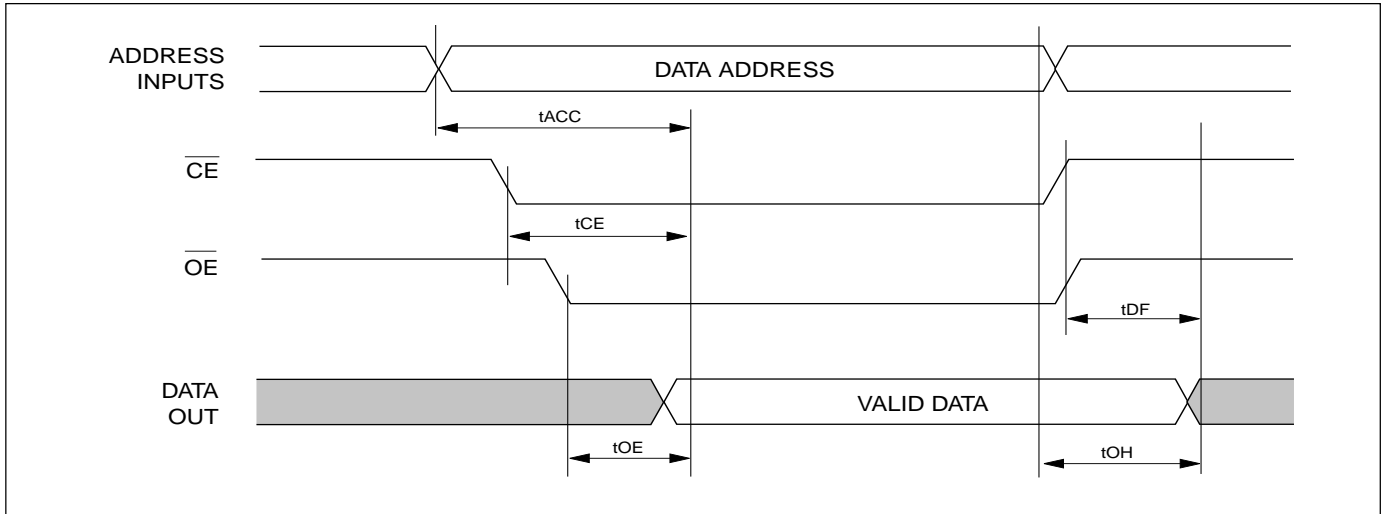 ADDRESS
INPUTS
DATA ADDRESS
tACC
CE
tCE
OE
tDF
DATA
OUT
VALID DATA
tOE
tOH